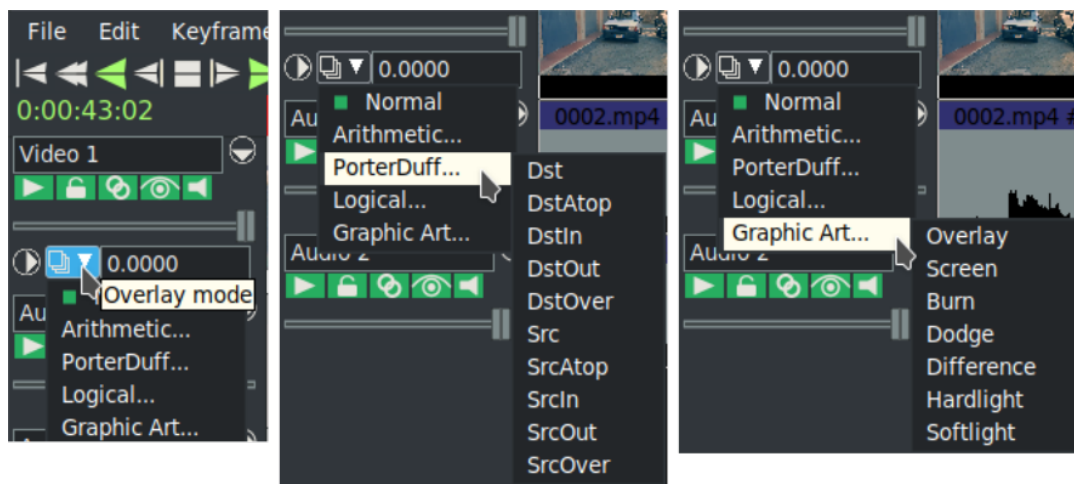 File Edit Keyframe
0:00:43:02
Video 1
0.0000
Overlay mode
Au
Arithmetic...
PorterDuff...
Logical...
Graphic Art...
0.0000
Normal
Au
0002.mp4
Arithmetic...
PorterDuff...
Logical...
Graphic Art...
Audio 2
Dst
DstAtop
DstIn
DstOut
DstOver
Src
SrcAtop
SrcIn
SrcOut
SrcOver
0.0000
Normal
Au
0002.mp4 #
Arithmetic...
PorterDuff...
Logical...
Graphic Art...
Audio 2
Overlay
Screen
Burn
Dodge
Difference
Hardlight
Softlight